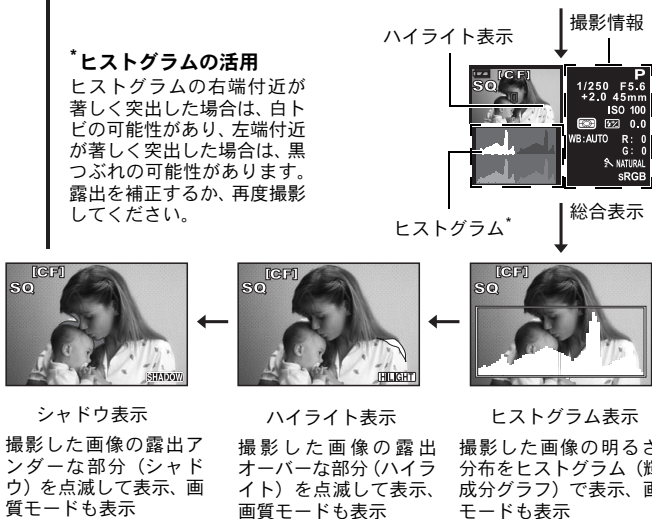 撮影情報
ハイライト表示
*ヒストグラムの活用
ヒストグラムの右端付近が
著しく突出した場合は、白ト
ビの可能性があり、左端付近
が著しく突出した場合は、黒
つぶれの可能性があります。
露出を補正するか、再度撮影
してください。
[CF]
SQ
P
1/250 F5.6
+2.0 45mm
ISO 100
0.0
WB:AUTO R: 0
G: 0
NATURAL
sRGB
ヒストグラム*
総合表示
[CF]
SQ
SHADOW
[CF]
SQ
HILIGHT
[CF]
SQ
シャドウ表示
撮影した画像の露出ア
ンダーな部分（シャド
ウ）を点滅して表示、画
質モードも表示
ハイライト表示
撮影した画像の露出
オーバーな部分（ハイラ
イト）を点滅して表示、
画質モードも表示
ヒストグラム表示
撮影した画像の明るさ
分布をヒストグラム（輝
成分グラフ）で表示、画
モードも表示